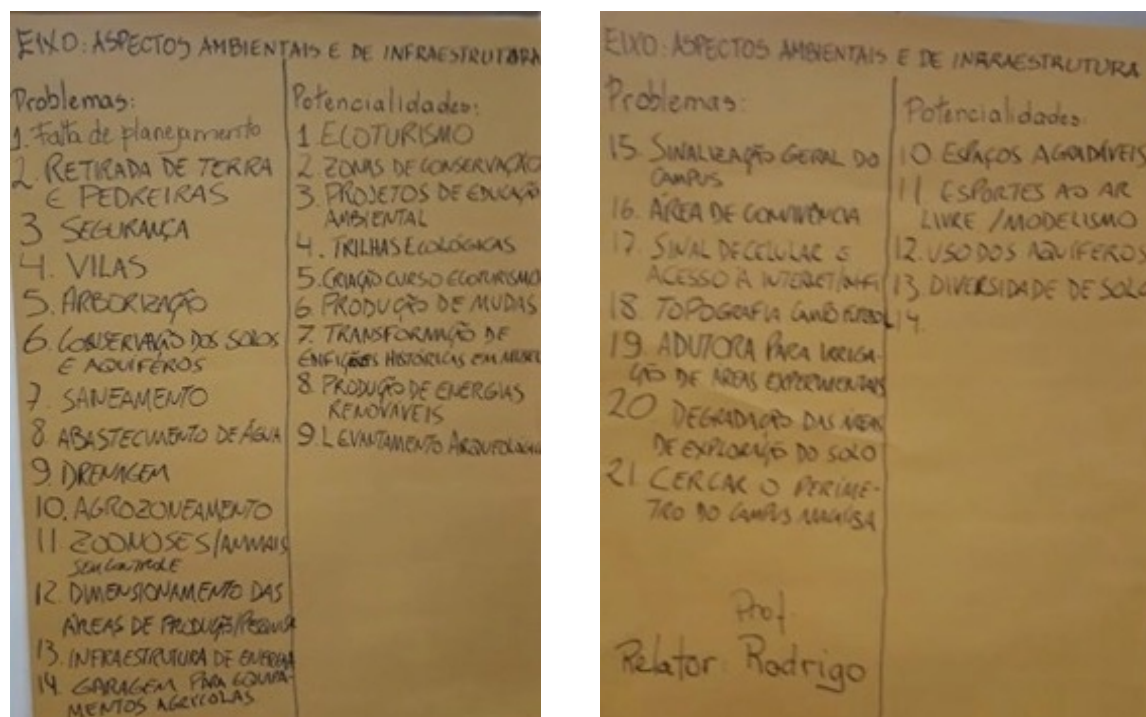 EIXO: ASPECTOS AMBIENTAIS E DE INFRAESTRUTURA
Problemas:
1. Falta de planejamento
2. RETIRADA DE TERRA
E PEDREIRAS
3 SEGURANÇA
4. VILAS
5. ARBORIZAÇÃO
6. CONSERVAÇÃO DOS SOLOS
E AQUIFÉROS
7. SANEAMENTO
8. ABASTECIMENTO DE ÁGUA
9 DRENAGEM
10. AGROZONEAMENTO
11 ZOONOSES/ANIMAIS
SEM CONTROLE
12. DIMENSIONAMENTO DAS
ÁREAS DE PRODUÇÃO/PESQUISA
13. INFRAESTRUTURA DE ENERGIA
14. GARAGEM PARA EQUIPA-
MENTOS AGRÍCOLAS
Potencialidades:
1 ECOTURISMO
2. ZONAS DE CONSERVAÇÃO
3. PROJETOS DE EDUCAÇÃO
AMBIENTAL
4. TRILHAS ECOLÓGICAS
5. CRIAÇÃO CURSO ECOTURISMO
6 PRODUÇÃO DE MUDAS
7. TRANSFORMAÇÃO DE
HISTÓRICAS EM MUSEU
8. PRODUÇÃO DE ENERGIAS
RENOVÁVEIS
9. LEVANTAMENTO
EIXO: ASPECTOS AMBIENTAIS E DE INFRAESTRUTURA
Problemas:
15. SINALIZAÇÃO GERAL DO
CAMPUS
16. ÁREA DE CONVIVÊNCIA
17. SINAL DE CELULAR E
ACESSO À INTERNET/WIFI
18 TOPOGRAFIA CAMPO FUTEBOL
19. ADUTORA PARA IRRIGA-
ÇÃO DE ÁREAS EXPERIMENTAIS
20 DEGRADAÇÃO DAS ÁREAS
DE EXPLORAÇÃO DO SOLO
21 CERCAR O PERÍME-
TRO DO CAMPUS MACAÍBA
Prof.
Relator: Rodrigo
Potencialidades:
10. ESPAÇOS AGRADÁVEIS
11 ESPORTES AO AR
LIVRE / MODELISMO
12. USO DOS AQUÍFEROS
13. DIVERSIDADE DE SOLO
14.